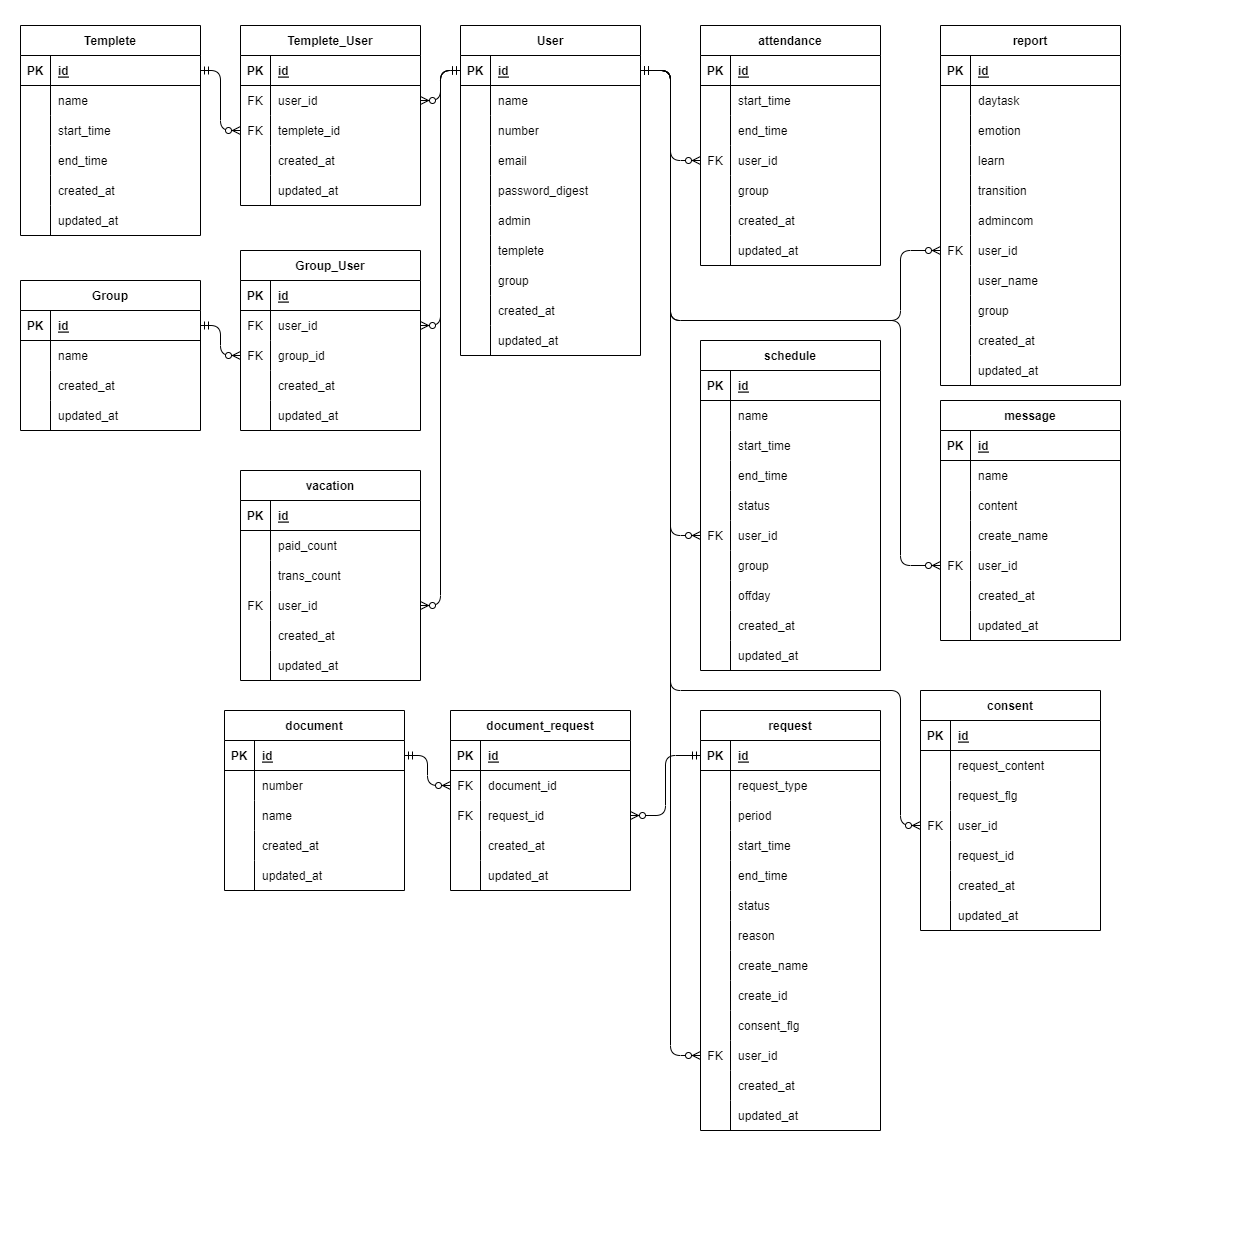 Templete
PK id
name
start_time
end_time
created_at
updated_at
Templete_User
PK id
FK user_id
FK templete_id
created_at
updated_at
User
PK id
name
number
email
password_digest
admin
templete
group
created_at
updated_at
attendance
PK id
start_time
end_time
FK user_id
group
created_at
updated_at
report
PK id
daytask
emotion
learn
transition
admincom
FK user_id
user_name
group
created_at
updated_at
Group
PK id
name
created_at
updated_at
Group_User
PK id
FK user_id
FK group_id
created_at
updated_at
schedule
PK id
name
start_time
end_time
status
FK user_id
group
offday
created_at
updated_at
message
PK id
name
content
create_name
FK user_id
created_at
updated_at
vacation
PK id
paid_count
trans_count
FK user_id
created_at
updated_at
document
PK id
number
name
created_at
updated_at
document_request
PK id
FK document_id
FK request_id
created_at
updated_at
request
PK id
request_type
period
start_time
end_time
status
reason
create_name
create_id
consent_flg
FK user_id
created_at
updated_at
consent
PK id
request_content
request_flg
FK user_id
request_id
created_at
updated_at